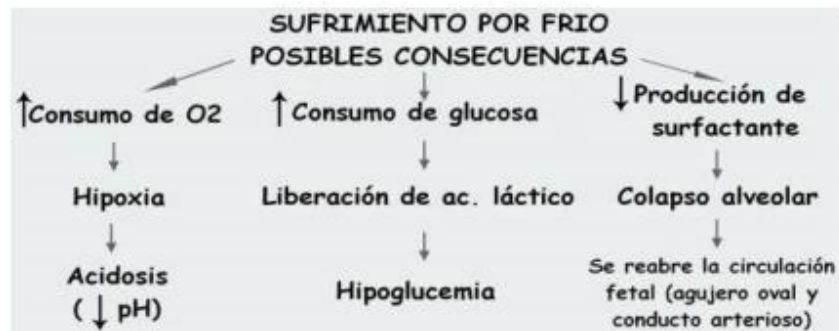 SUFRIMIENTO POR FRIO
POSIBLES CONSECUENCIAS
↑Consumo de O2
Hipoxia
Acidosis
(↓ pH)
↑ Consumo de glucosa
Liberación de ac. láctico
Hipoglucemia
↓ Producción de
surfactante
Colapso alveolar
Se reabre la circulación
fetal (agujero oval y
conducto arterioso)